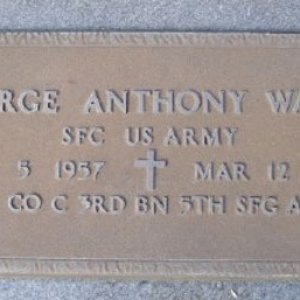 RGE ANTHONY WA
SFC US ARMY
5 1957 MAR 12
CO C 3RD BN 5TH SFG A